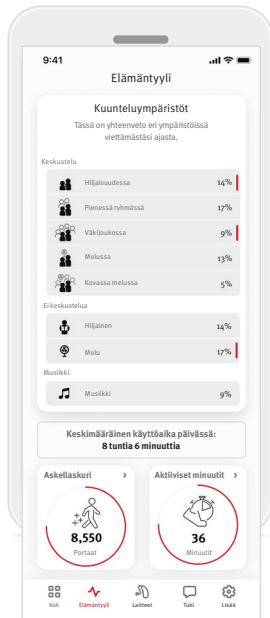 9:41
Elämäntyyli
Kuunteluympäristöt
Tässä on yhteenveto eri ympäristöissä
viettämästäsi ajasta.
Keskustelu
Hiljaisuudessa 14%
Pienessä ryhmässä 17%
Väkijoukossa 9%
Melussa 13%
Kovassa melussa 5%
Ei keskustelua
Hiljainen 14%
Melu 17%
Musiikki
Musiikki 9%
Keskimääräinen käyttöaika päivässä:
8 tuntia 6 minuuttia
Askellaskuri > Aktiiviset minuutit >
8,550 36
Portaat Minuutit
Koti Elämäntyyli Laitteet Tuki Lisää